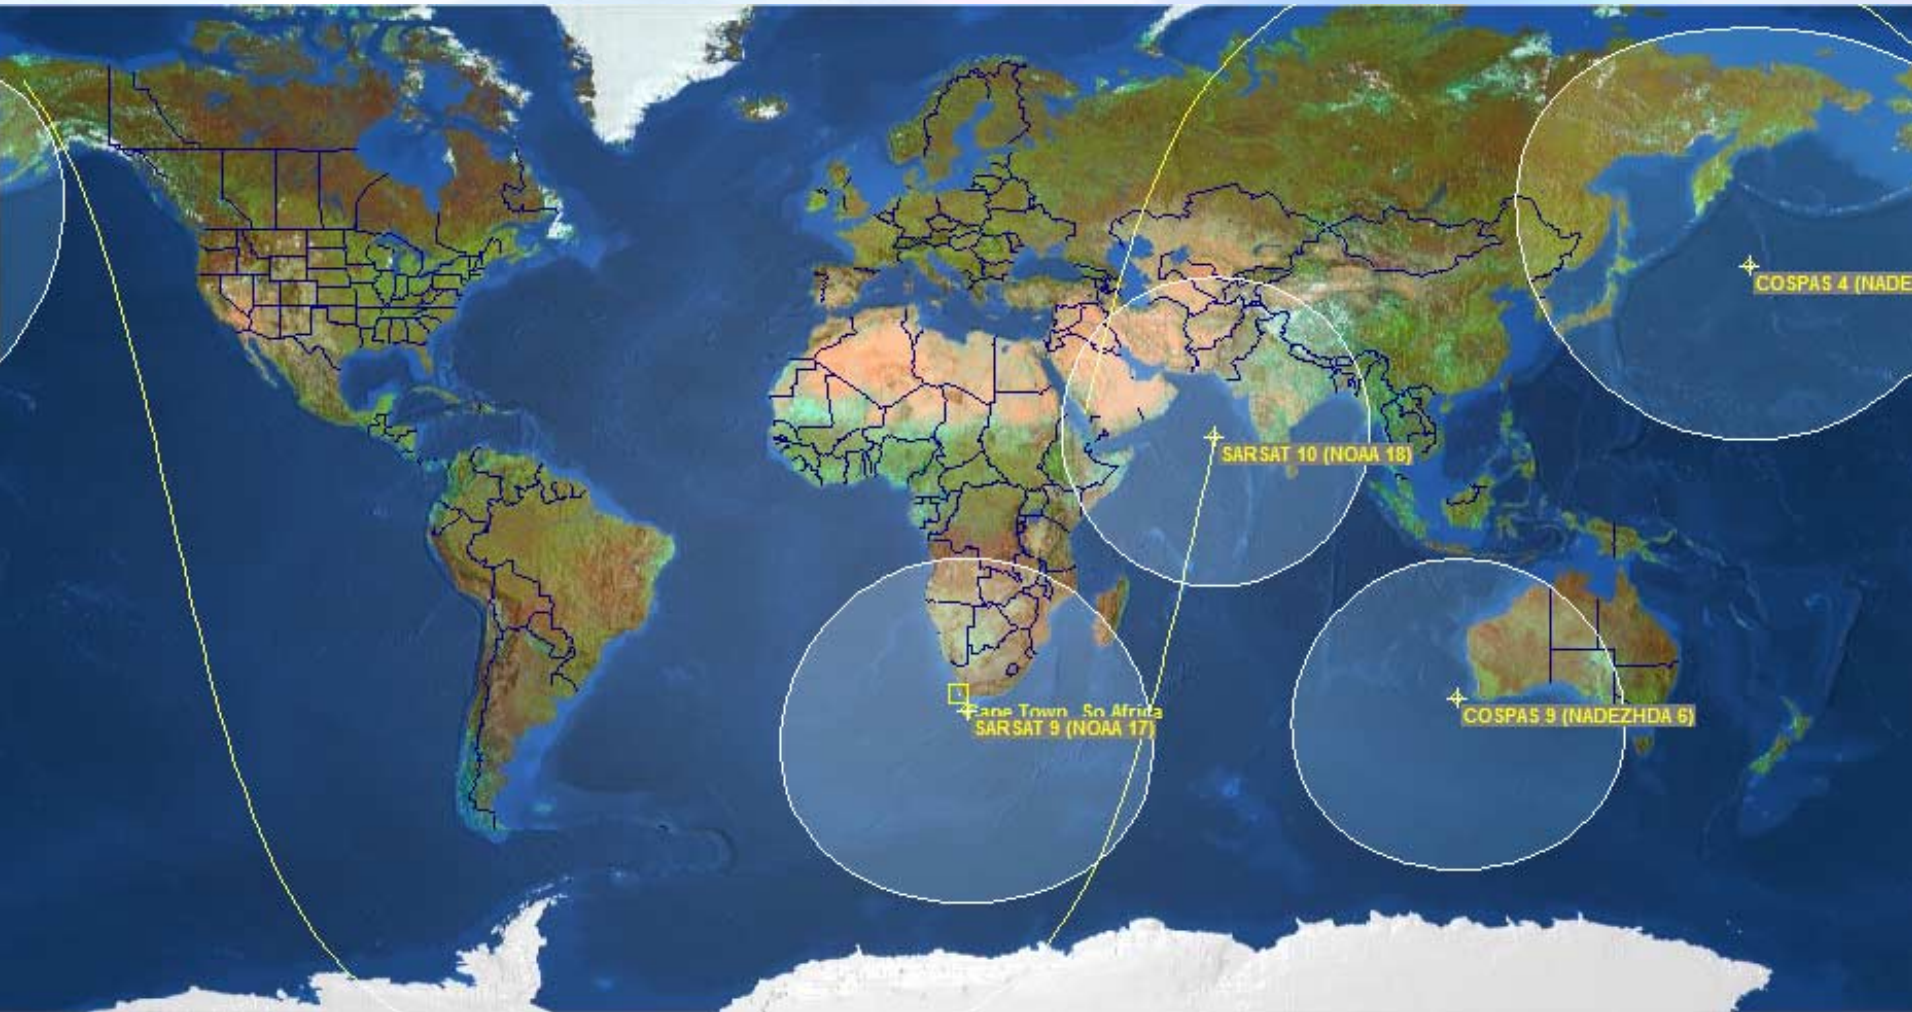 COSPAS 4 (NADE
SARSAT 10 (NOAA 18)
Cape Town, So Africa
SARSAT 9 (NOAA 17)
COSPAS 9 (NADEZHDA 6)